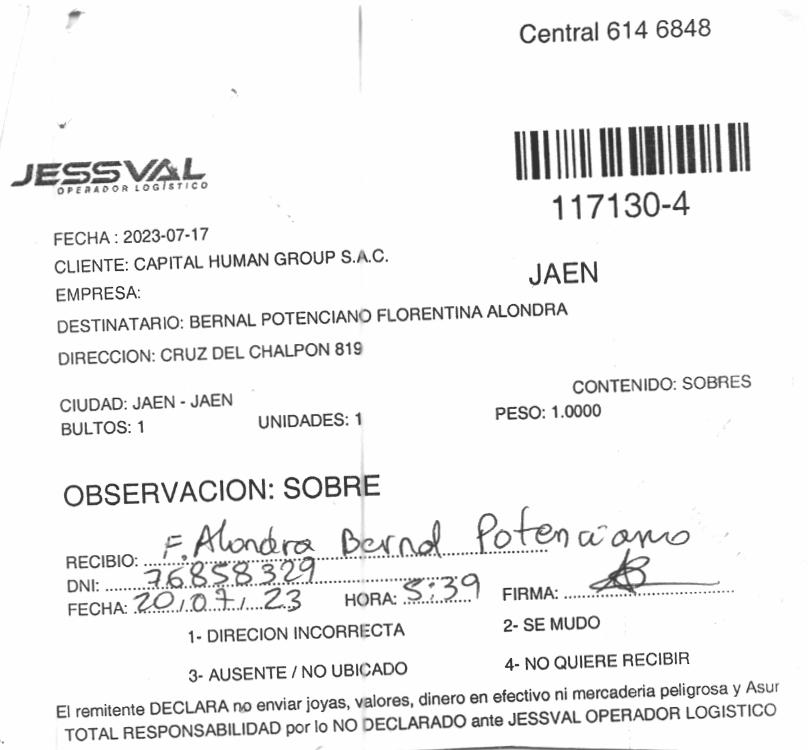 Central 614 6848
JESSVAL
OPERADOR LOGÍSTICO
117130-4
FECHA : 2023-07-17
CLIENTE: CAPITAL HUMAN GROUP S.A.C.
JAEN
EMPRESA:
DESTINATARIO: BERNAL POTENCIANO FLORENTINA ALONDRA
DIRECCION: CRUZ DEL CHALPON 819
CONTENIDO: SOBRES
CIUDAD: JAEN - JAEN
BULTOS: 1 UNIDADES: 1 PESO: 1.0000
OBSERVACION: SOBRE
RECIBIO: F. Alondra Bernal Potenciano
DNI: 76858329
FECHA: 20/07/23 HORA: 5:39 FIRMA:
1- DIRECION INCORRECTA 2- SE MUDO
3- AUSENTE / NO UBICADO 4- NO QUIERE RECIBIR
El remitente DECLARA no enviar joyas, valores, dinero en efectivo ni mercaderia peligrosa y Asur
TOTAL RESPONSABILIDAD por lo NO DECLARADO ante JESSVAL OPERADOR LOGISTICO